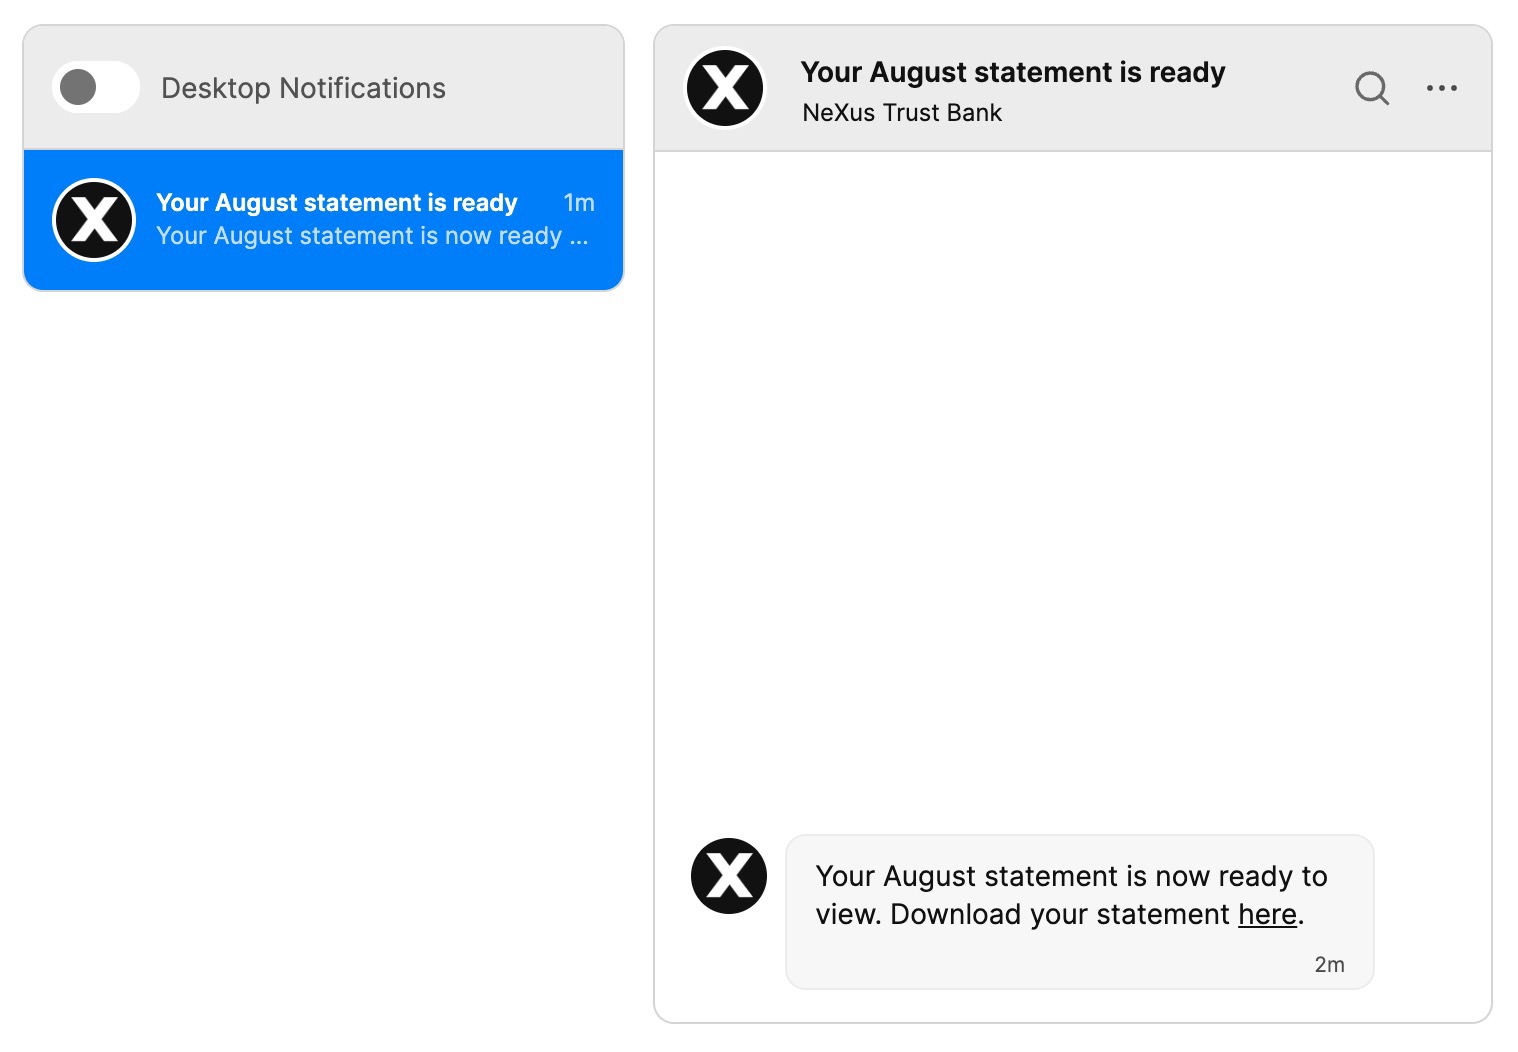 Desktop Notifications
X
Your August statement is ready 1m
Your August statement is now ready ...
X
Your August statement is ready
NeXus Trust Bank
X
Your August statement is now ready to
view. Download your statement here.
2m